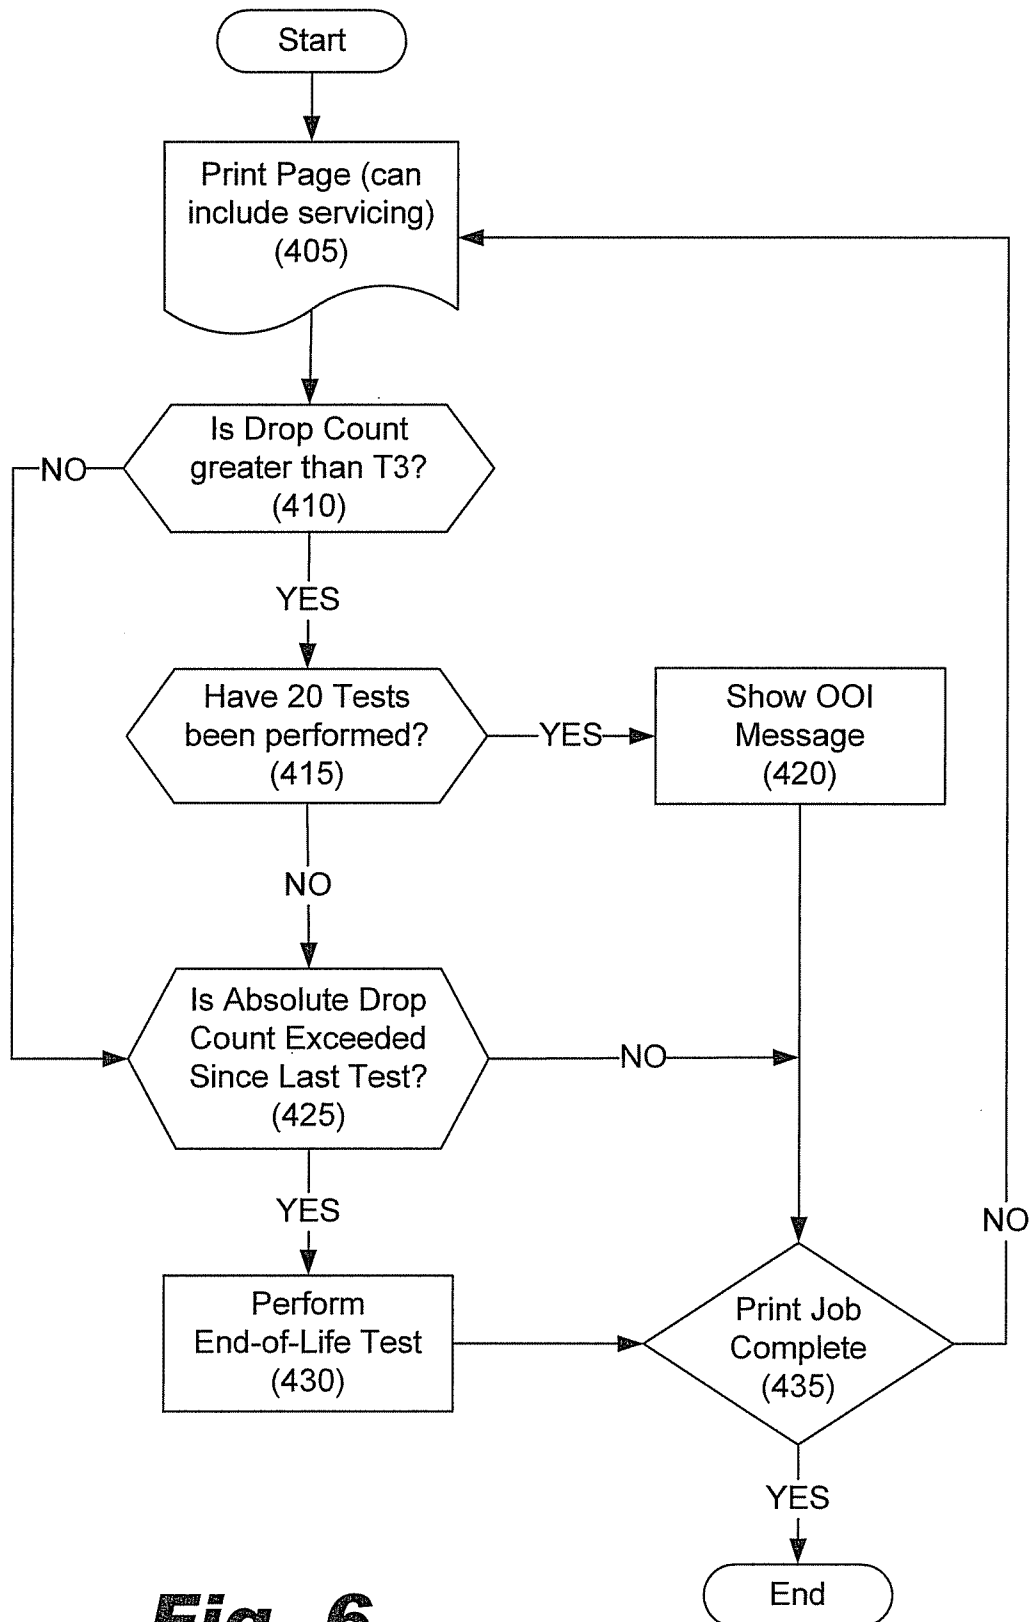 Start
Print Page (can
include servicing)
(405)
Is Drop Count
greater than T3?
(410)
NO
YES
Have 20 Tests
been performed?
(415)
YES
Show OOI
Message
(420)
NO
Is Absolute Drop
Count Exceeded
Since Last Test?
(425)
NO
YES
Perform
End-of-Life Test
(430)
Print Job
Complete
(435)
NO
YES
End
Fig. 6